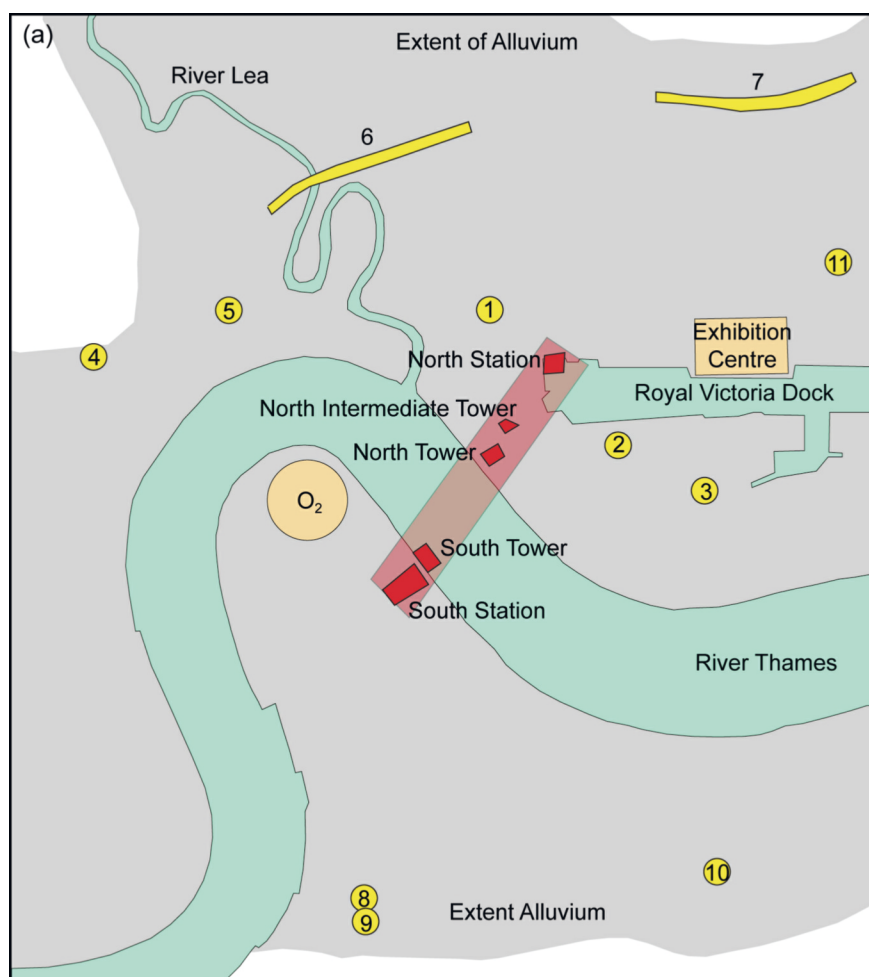 (a)
Extent of Alluvium
River Lea
7
6
11
5
1
4
Exhibition
Centre
North Station
Royal Victoria Dock
North Intermediate Tower
2
North Tower
3
O₂
South Tower
South Station
River Thames
10
8
Extent Alluvium
9